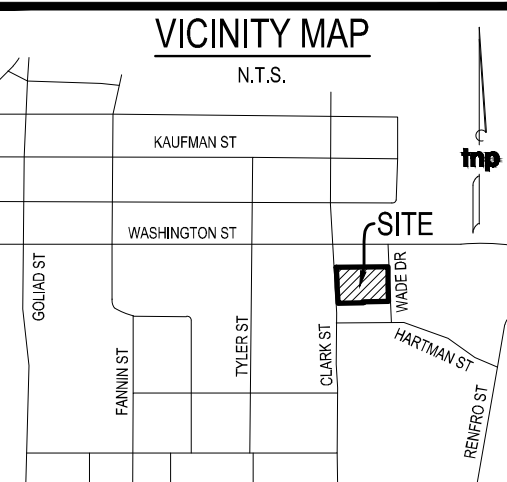 VICINITY MAP
N.T.S.
KAUFMAN ST
tnp
WASHINGTON ST
SITE
GOLIAD ST
WADE DR
FANNIN ST
TYLER ST
CLARK ST
HARTMAN ST
RENFRO ST